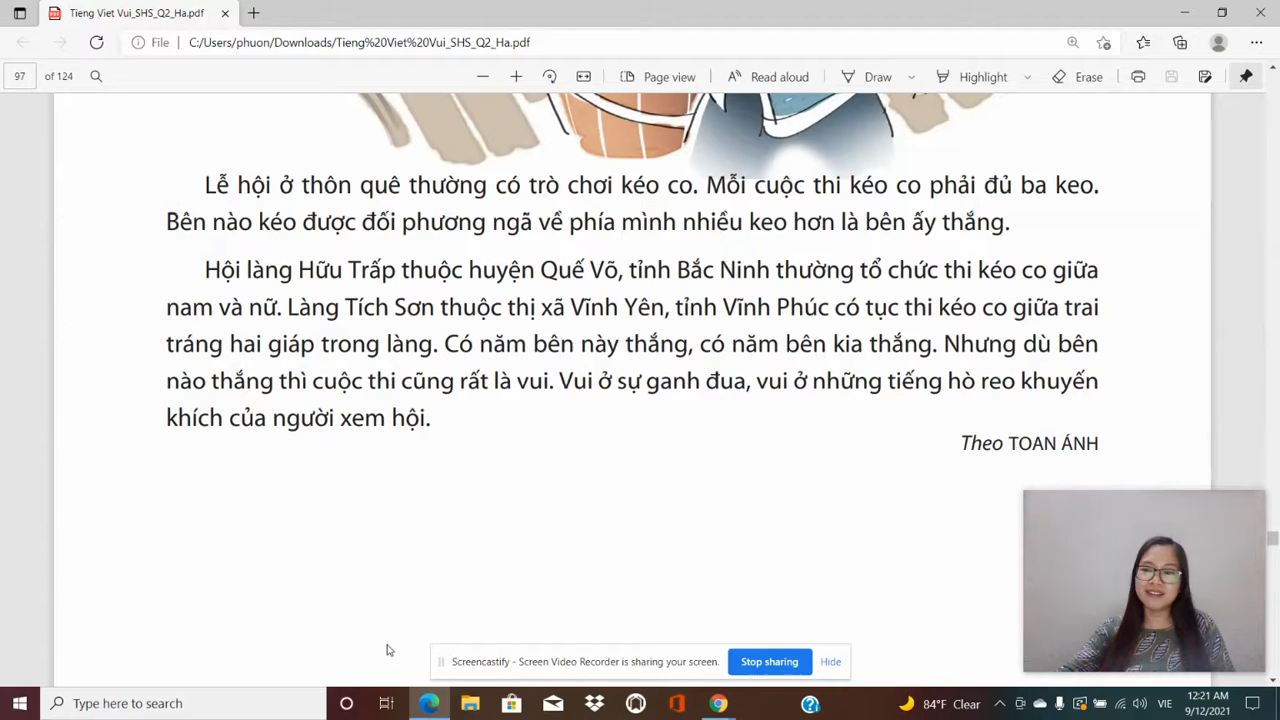 Tieng Viet Vui_SHS_Q2_Ha.pdf
File C:/Users/phuon/Downloads/Tieng%20Viet%20Vui_SHS_Q2_Ha.pdf
97 of 124 Page view Read aloud Draw Highlight Erase
Lễ hội ở thôn quê thường có trò chơi kéo co. Mỗi cuộc thi kéo co phải đủ ba keo.
Bên nào kéo được đối phương ngã về phía mình nhiều keo hơn là bên ấy thắng.
Hội làng Hữu Trấp thuộc huyện Quế Võ, tỉnh Bắc Ninh thường tổ chức thi kéo co giữa
nam và nữ. Làng Tích Sơn thuộc thị xã Vĩnh Yên, tỉnh Vĩnh Phúc có tục thi kéo co giữa trai
tráng hai giáp trong làng. Có năm bên này thắng, có năm bên kia thắng. Nhưng dù bên
nào thắng thì cuộc thi cũng rất là vui. Vui ở sự ganh đua, vui ở những tiếng hò reo khuyến
khích của người xem hội.
Theo TOAN ÁNH
Screencastify - Screen Video Recorder is sharing your screen. Stop sharing Hide
Type here to search
84°F Clear
VIE
12:21 AM
9/12/2021